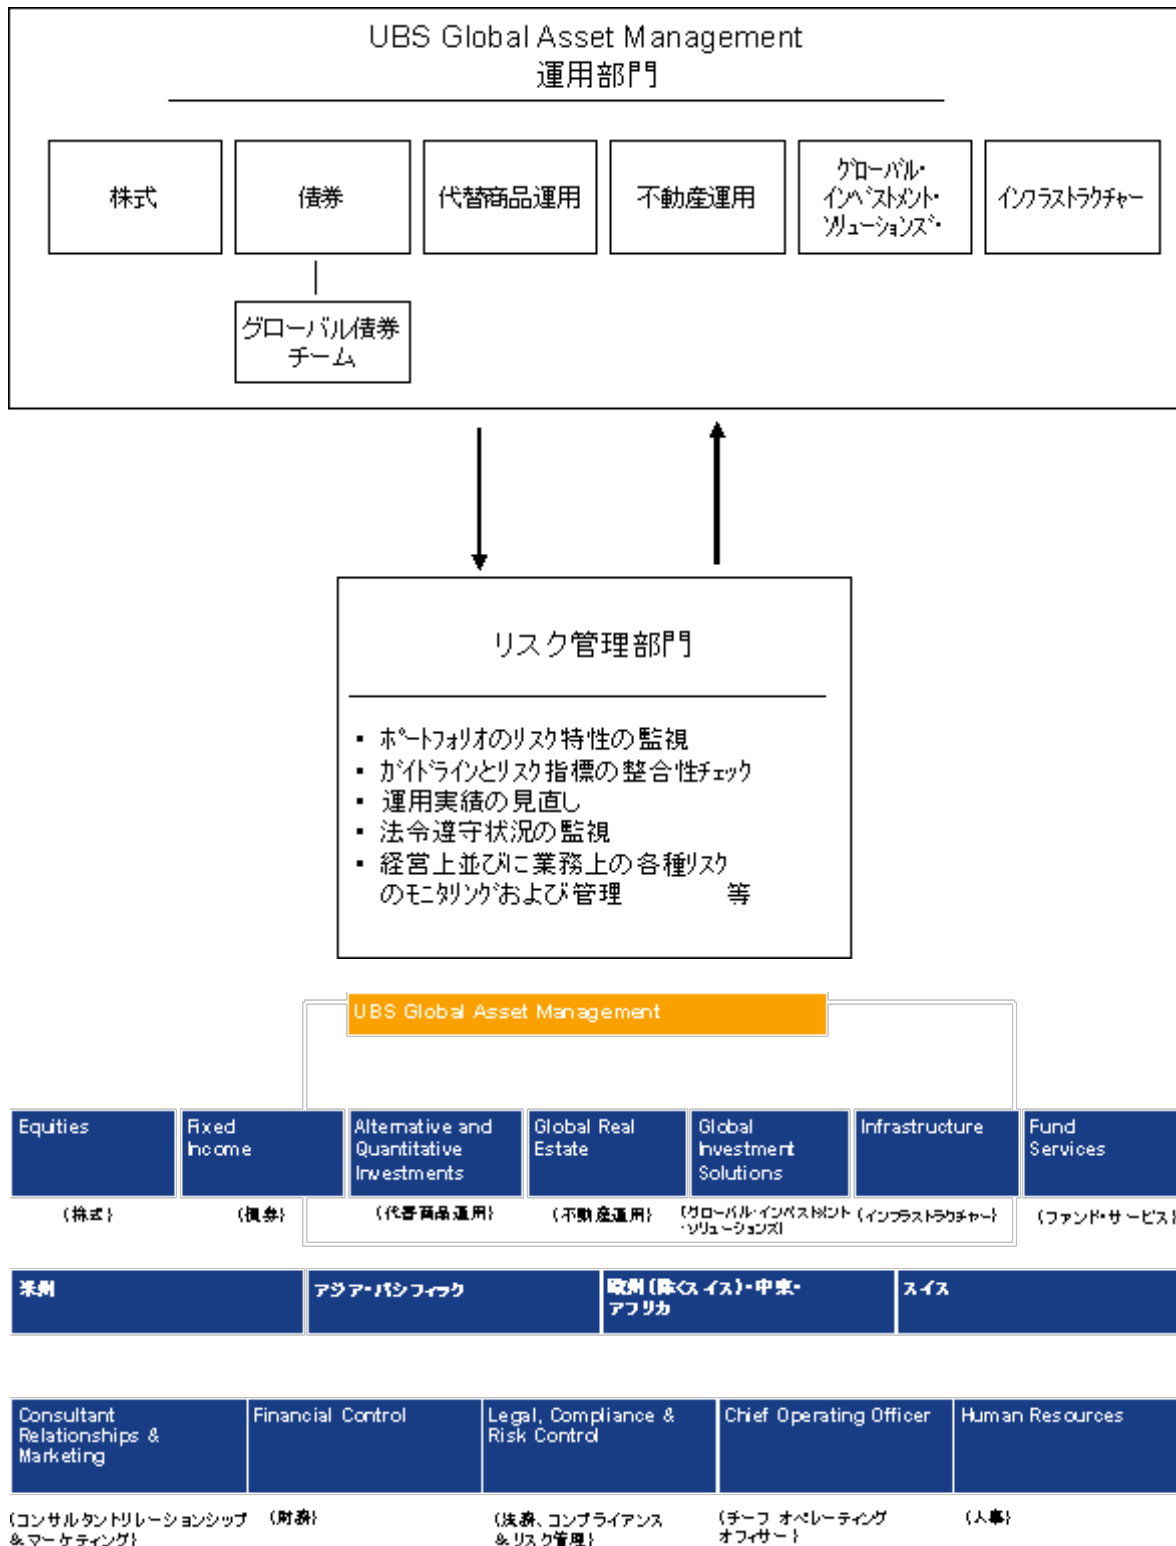 UBS Global Asset Management
運用部門
株式
債券
代替商品運用
不動産運用
グローバル・
インベストメント・
ソリューションズ・
インフラストラクチャー
グローバル債券
チーム
リスク管理部門
▪ ポートフォリオのリスク特性の監視
▪ ガイドラインとリスク指標の整合性チェック
▪ 運用実績の見直し
▪ 法令遵守状況の監視
▪ 経営上並びに業務上の各種リスク
のモニタリングおよび管理 等
UBS Global Asset Management
Equities
Fixed
Income
Alternative and
Quantitative
Investments
Global Real
Estate
Global
Investment
Solutions
Infrastructure
Fund
Services
(株式)
(債券)
(代替商品運用)
(不動産運用)
(グローバル・インベストメント
・ソリューションズ)
(インフラストラクチャー)
(ファンド・サービス)
米州
アジア・パシフィック
欧州(除くスイス)・中東・
アフリカ
スイス
Consultant
Relationships &
Marketing
Financial Control
Legal, Compliance &
Risk Control
Chief Operating Officer
Human Resources
(コンサルタントリレーションシップ
&マーケティング)
(財務)
(法務、コンプライアンス
&リスク管理)
(チーフ オペレーティング
オフィサー)
(人事)